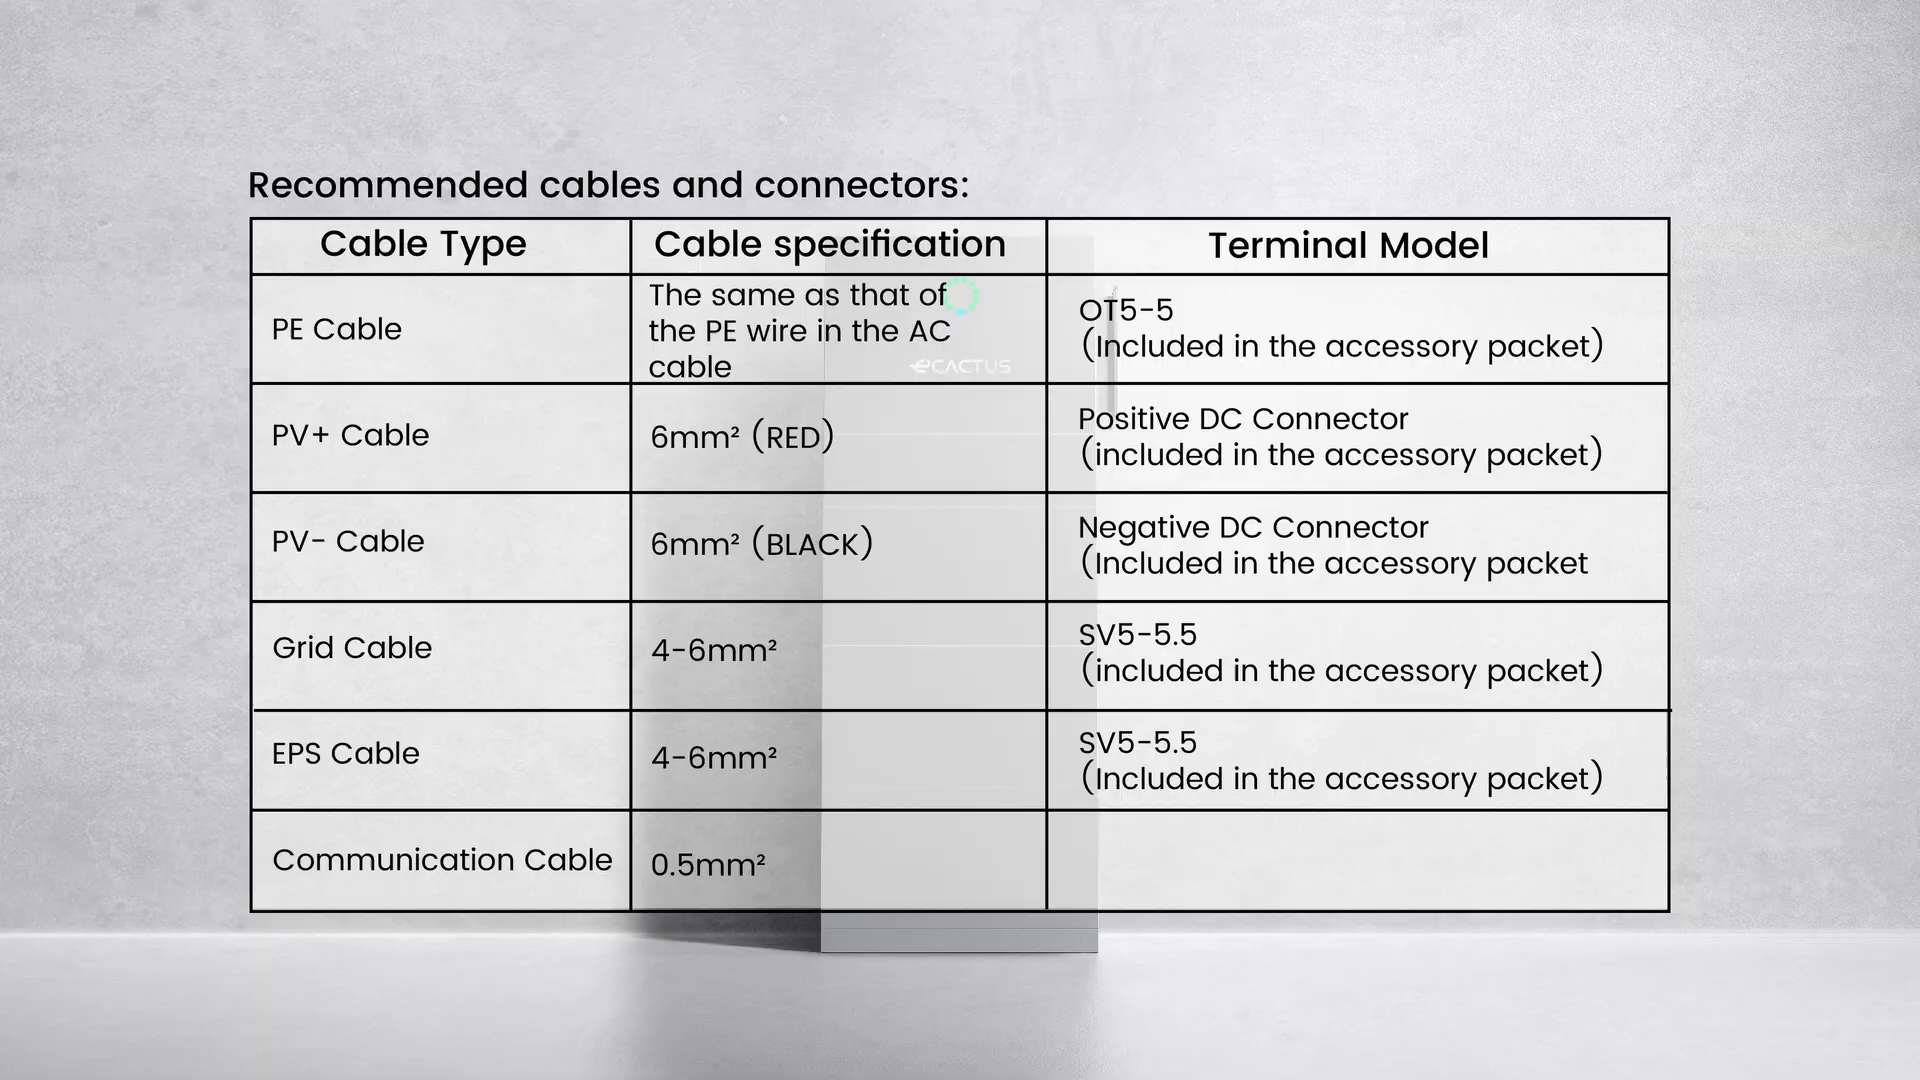 Recommended cables and connectors:
Cable Type
Cable specification
Terminal Model
PE Cable
The same as that of
the PE wire in the AC
cable
OT5-5
(Included in the accessory packet)
eCACTUS
PV+ Cable
6mm² (RED)
Positive DC Connector
(included in the accessory packet)
PV- Cable
6mm² (BLACK)
Negative DC Connector
(Included in the accessory packet
Grid Cable
4-6mm²
SV5-5.5
(included in the accessory packet)
EPS Cable
4-6mm²
SV5-5.5
(Included in the accessory packet)
Communication Cable
0.5mm²